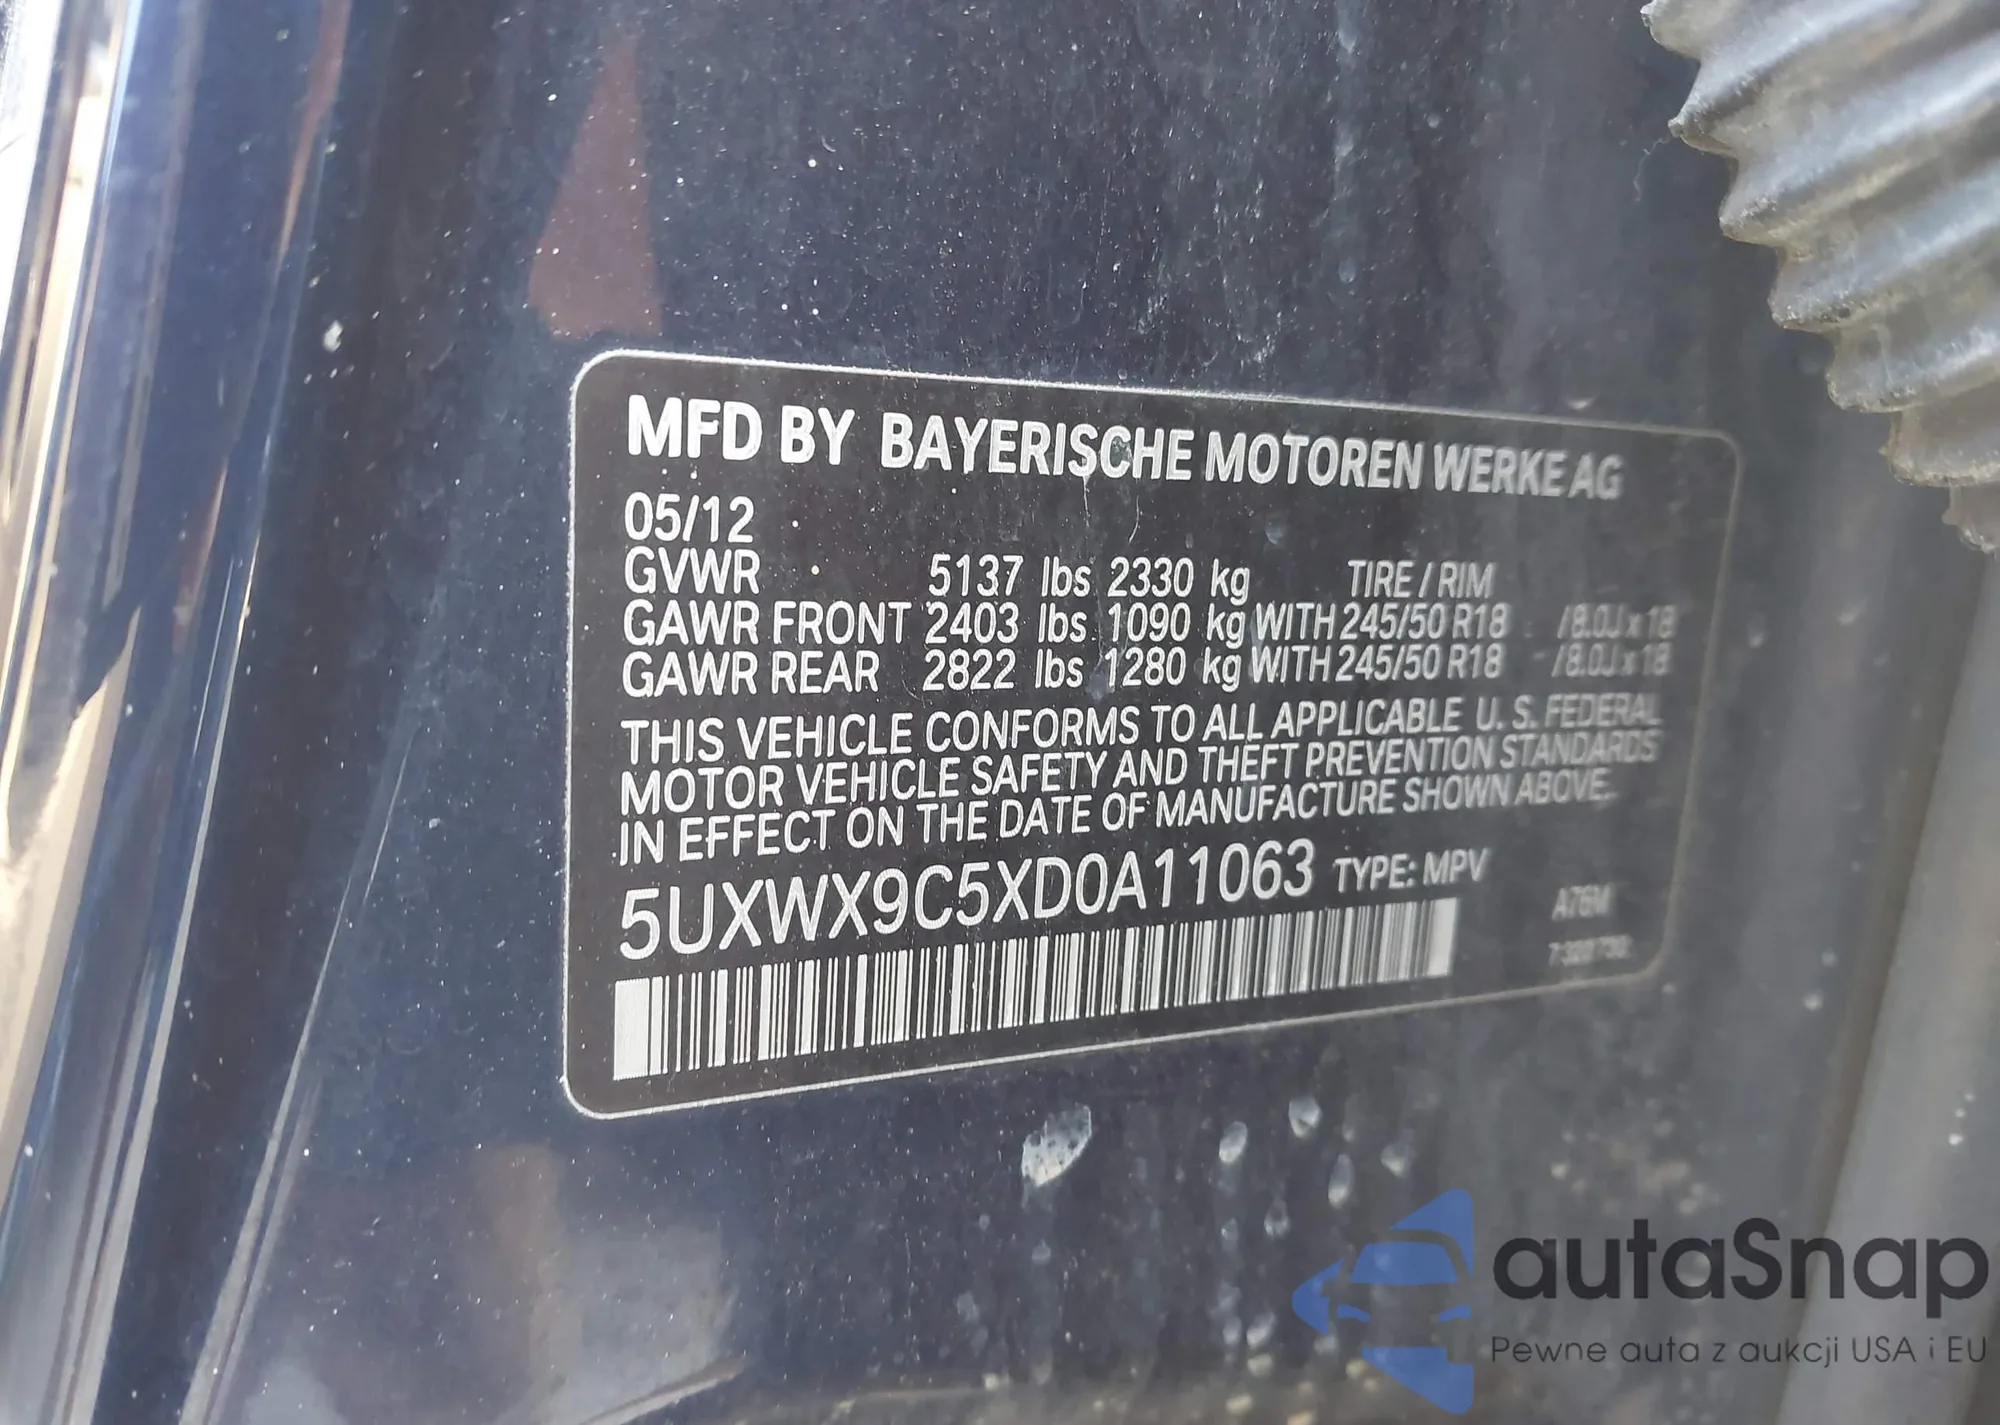 MFD BY BAYERISCHE MOTOREN WERKE AG
05/12
GVWR 5137 lbs 2330 kg TIRE / RIM
GAWR FRONT 2403 lbs 1090 kg WITH 245/50 R18 /8.0J x 18
GAWR REAR 2822 lbs 1280 kg WITH 245/50 R18 /8.0J x 18
THIS VEHICLE CONFORMS TO ALL APPLICABLE U. S. FEDERAL
MOTOR VEHICLE SAFETY AND THEFT PREVENTION STANDARDS
IN EFFECT ON THE DATE OF MANUFACTURE SHOWN ABOVE.
5UXWX9C5XD0A11063 TYPE: MPV
A76M
autaSnap
Pewne auta z aukcji USA i EU